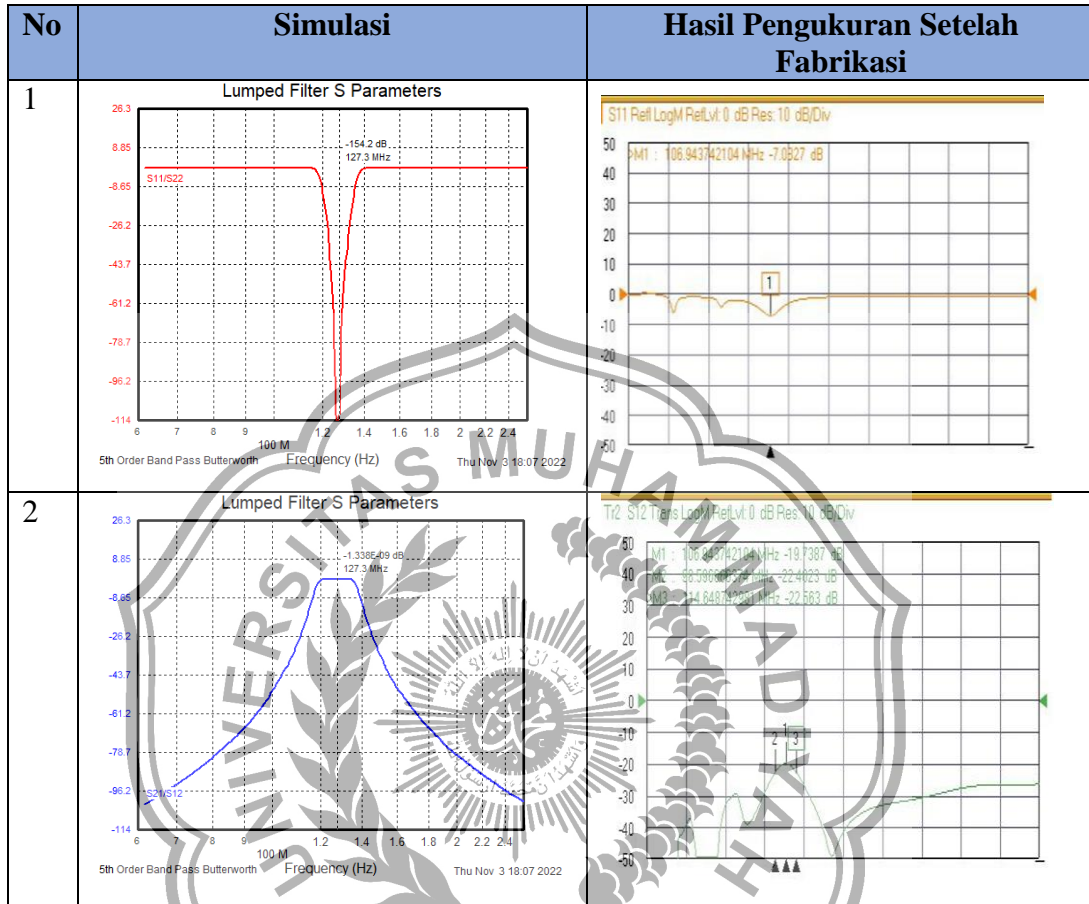 No Simulasi Hasil Pengukuran Setelah
Fabrikasi
1
Lumped Filter S Parameters
26.3
8.85
-8.65
-26.2
-43.7
-61.2
-78.7
-96.2
-114
-154.2 dB
127.3 MHz
S11/S22
6 7 8 9 1.2 1.4 1.6 1.8 2 2.2 2.4
100 M
5th Order Band Pass Butterworth Frequency (Hz) Thu Nov 3 18:07 2022
S11 Refl LogM RefLvl: 0 dB Res: 10 dB/Div
>M1 : 106.943742104 MHz -7.0327 dB
50
40
30
20
10
0
-10
-20
-30
-40
-50
1
2
Lumped Filter S Parameters
26.3
8.85
-8.65
-26.2
-43.7
-61.2
-78.7
-96.2
-114
-1.338E-09 dB
127.3 MHz
S21/S12
6 7 8 9 1.2 1.4 1.6 1.8 2 2.2 2.4
100 M
5th Order Band Pass Butterworth Frequency (Hz) Thu Nov 3 18:07 2022
Tr2 S12 Trans LogM RefLvl: 0 dB Res: 10 dB/Div
M1 : 106.943742104 MHz -19.7387 dB
M2 : MHz dB
>M3 : MHz -22.563 dB
50
40
30
20
10
0
-10
-20
-30
-40
-50
2 1 3
UNIVERSITAS MUHAMMADIYAH